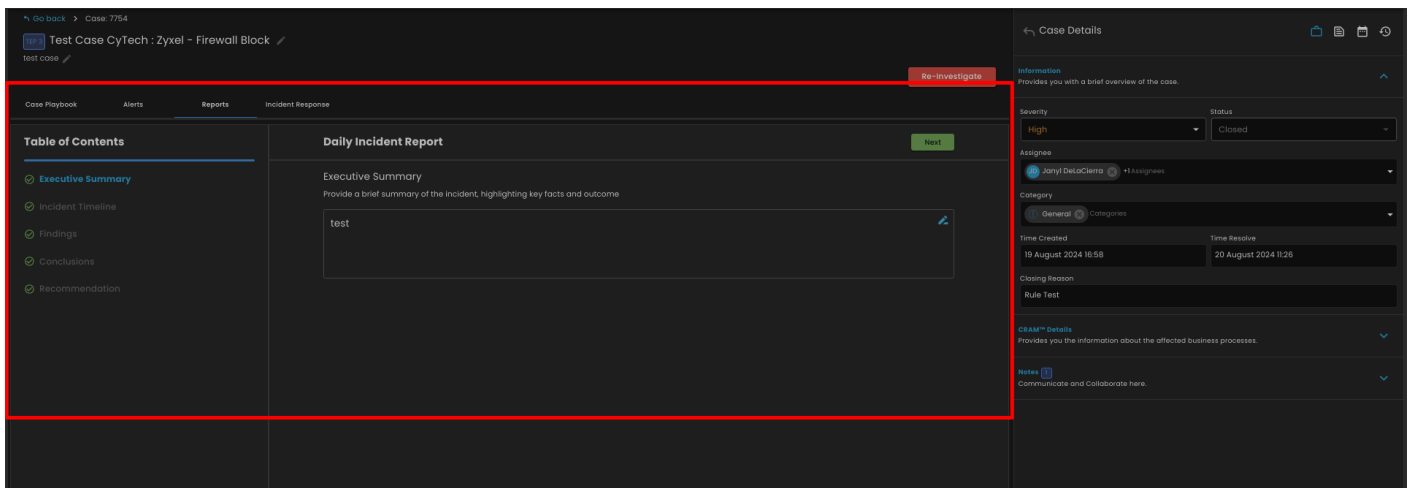 Go back > Case: 7754
TEP 3 Test Case CyTech : Zyxel - Firewall Block
test case
Re-Investigate
Case Playbook Alerts Reports Incident Response
Table of Contents
Executive Summary
Incident Timeline
Findings
Conclusions
Recommendation
Daily Incident Report
Next
Executive Summary
Provide a brief summary of the incident, highlighting key facts and outcome
test
Case Details
Information
Provides you with a brief overview of the case.
Severity Status
High Closed
Assignee
JD Janyl DeLaCierra +1 Assignees
Category
General Categories
Time Created Time Resolve
19 August 2024 16:58 20 August 2024 11:26
Closing Reason
Rule Test
CRAM™ Details
Provides you the information about the affected business processes.
Notes 1
Communicate and Collaborate here.